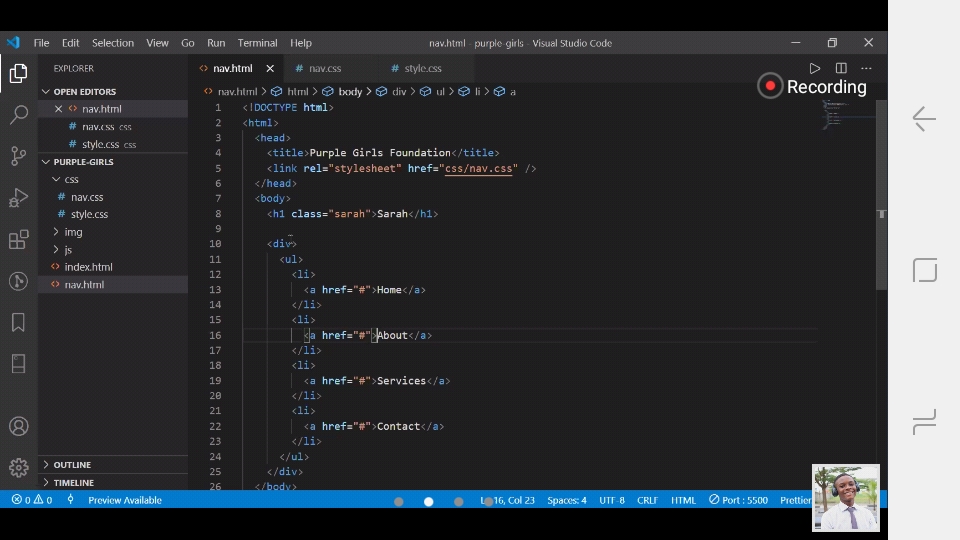 File Edit Selection View Go Run Terminal Help nav.html - purple-girls - Visual Studio Code
EXPLORER
OPEN EDITORS
nav.html
nav.css css
style.css css
PURPLE-GIRLS
css
nav.css
style.css
img
js
index.html
nav.html
OUTLINE
TIMELINE
nav.html nav.css style.css
nav.html > html > body > div > ul > li > a
Recording
1 <!DOCTYPE html>
2 <html>
3 <head>
4 <title>Purple Girls Foundation</title>
5 <link rel="stylesheet" href="css/nav.css" />
6 </head>
7 <body>
8 <h1 class="sarah">Sarah</h1>
9
10 <div>
11 <ul>
12 <li>
13 <a href="#">Home</a>
14 </li>
15 <li>
16 <a href="#">About</a>
17 </li>
18 <li>
19 <a href="#">Services</a>
20 </li>
21 <li>
22 <a href="#">Contact</a>
23 </li>
24 </ul>
25 </div>
26 </body>
0 0 Preview Available 16, Col 23 Spaces: 4 UTF-8 CRLF HTML Port : 5500 Prettier